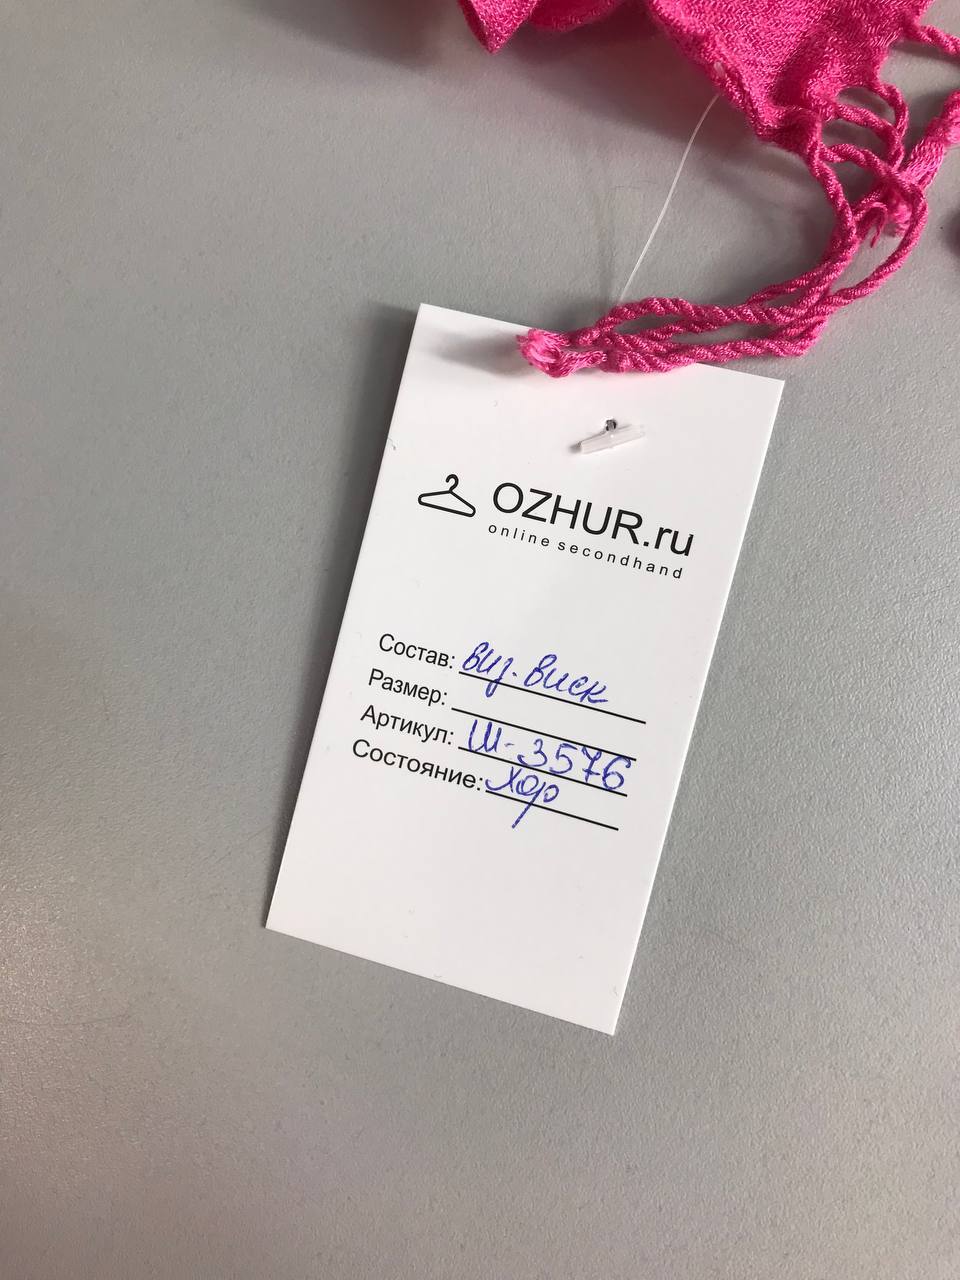 OZHUR.ru
online secondhand
Состав: виз. виск
Размер:
Артикул: Ш-3576
Состояние: хор